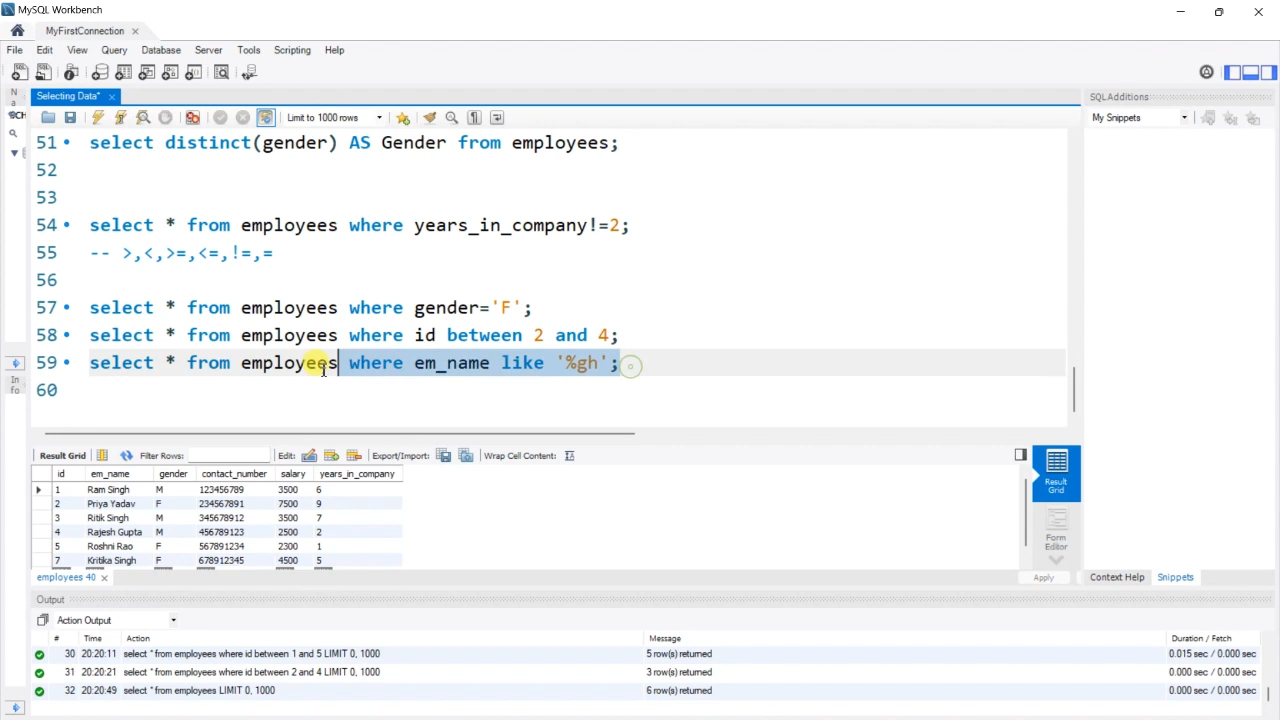 MySQL Workbench
MyFirstConnection
File Edit View Query Database Server Tools Scripting Help
Selecting Data* SQLAdditions
Limit to 1000 rows My Snippets
51 select distinct(gender) AS Gender from employees;
52
53
54 select * from employees where years_in_company!=2;
55 -- >,<,>=,<=,!=,=
56
57 select * from employees where gender='F';
58 select * from employees where id between 2 and 4;
59 select * from employees where em_name like '%gh';
60
Result Grid Filter Rows: Edit: Export/Import: Wrap Cell Content:
id em_name gender contact_number salary years_in_company
1 Ram Singh M 123456789 3500 6
2 Priya Yadav F 234567891 7500 9
3 Ritik Singh M 345678912 3500 7
4 Rajesh Gupta M 456789123 2500 2
5 Roshni Rao F 567891234 2300 1
7 Kritika Singh F 678912345 4500 5
Result Grid
Form Editor
employees 40 Apply Context Help Snippets
Output
Action Output
# Time Action Message Duration / Fetch
30 20:20:11 select * from employees where id between 1 and 5 LIMIT 0, 1000 5 row(s) returned 0.015 sec / 0.000 sec
31 20:20:21 select * from employees where id between 2 and 4 LIMIT 0, 1000 3 row(s) returned 0.000 sec / 0.000 sec
32 20:20:49 select * from employees LIMIT 0, 1000 6 row(s) returned 0.000 sec / 0.000 sec